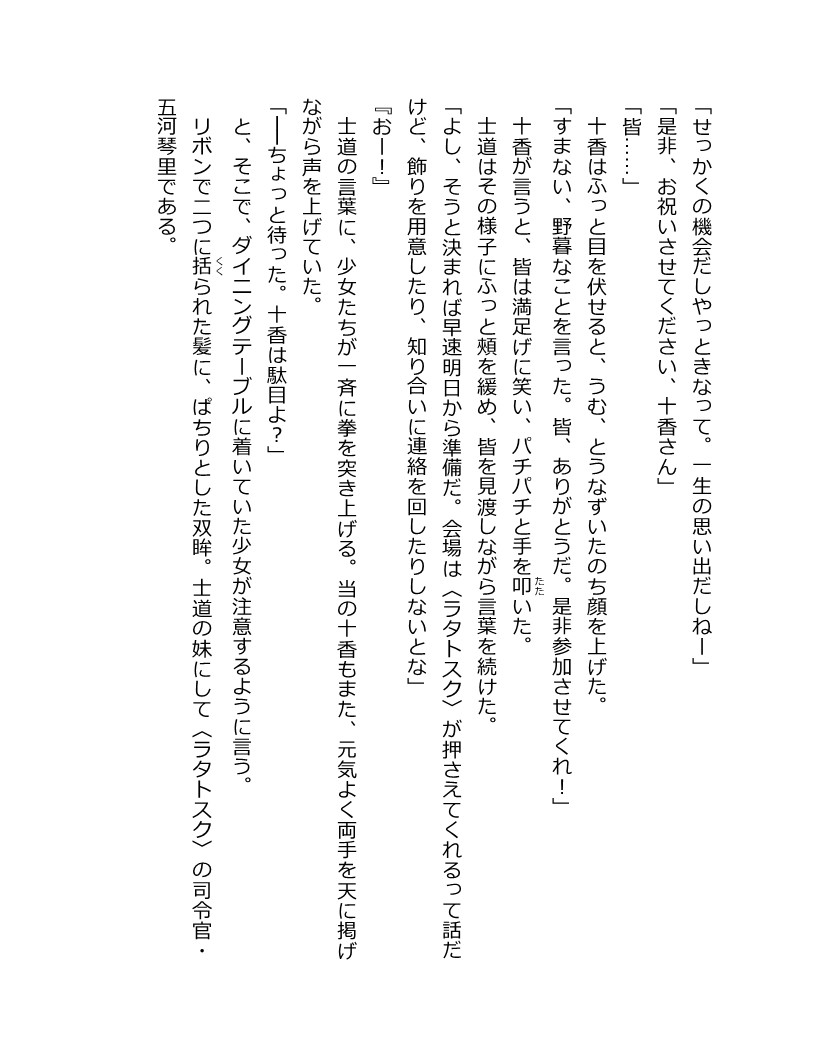 「せっかくの機会だしやっときなって。一生の思い出だしねー」
「是非、お祝いさせてください、十香さん」
「皆……」
　十香はふっと目を伏せると、うむ、とうなずいたのち顔を上げた。
「すまない、野暮なことを言った。皆、ありがとうだ。是非参加させてくれ！」
　十香が言うと、皆は満足げに笑い、パチパチと手を叩いた。
　士道はその様子にふっと頰を緩め、皆を見渡しながら言葉を続けた。
「よし、そうと決まれば早速明日から準備だ。会場は〈ラタトスク〉が押さえてくれるって話だ
けど、飾りを用意したり、知り合いに連絡を回したりしないとな」
『おー！』
　士道の言葉に、少女たちが一斉に拳を突き上げる。当の十香もまた、元気よく両手を天に掲げ
ながら声を上げていた。
「──ちょっと待った。十香は駄目よ？」
　と、そこで、ダイニングテーブルに着いていた少女が注意するように言う。
　リボンで二つに括られた髪に、ぱちりとした双眸。士道の妹にして〈ラタトスク〉の司令官・
五河琴里である。